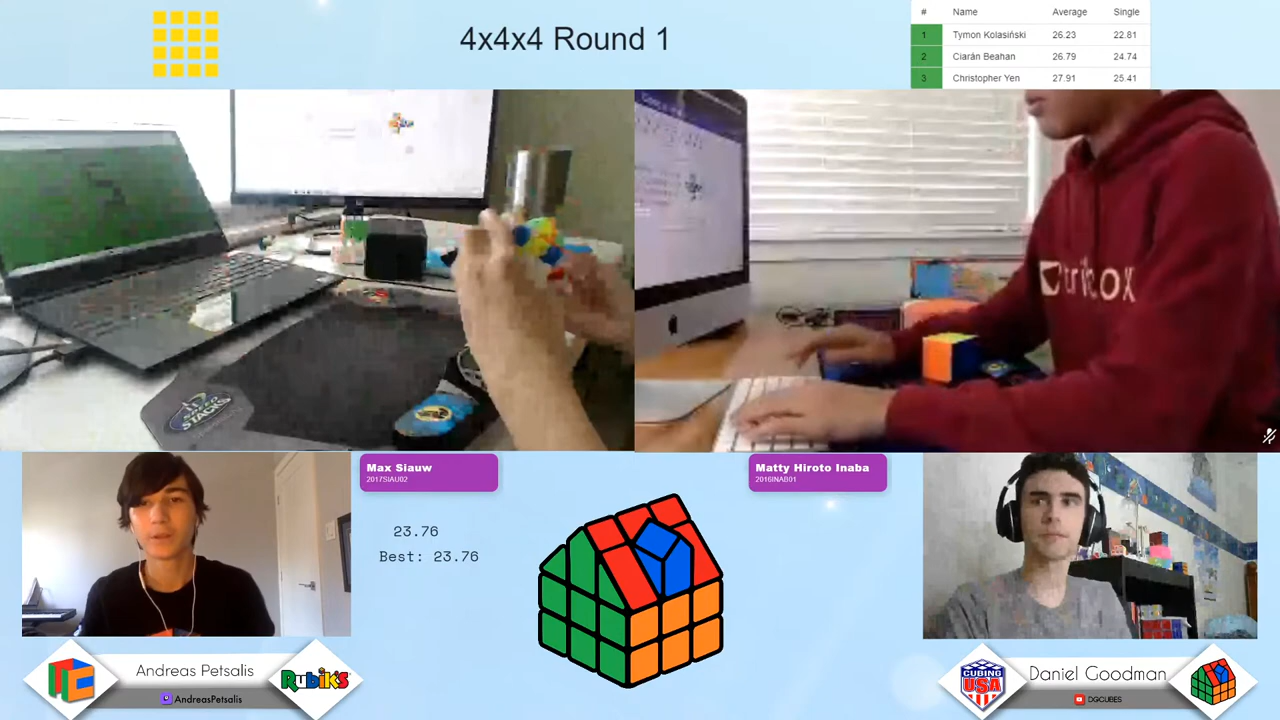 4x4x4 Round 1
# Name Average Single
1 Tymon Kolasiński 26.23 22.81
2 Ciarán Beahan 26.79 24.74
3 Christopher Yen 27.91 25.41
STACKS
tribox
Max Siauw
2017SIAU02
Matty Hiroto Inaba
2016INAB01
23.76
Best: 23.76
Andreas Petsalis
AndreasPetsalis
Rubik's
CUBING
USA
Daniel Goodman
DGCUBES